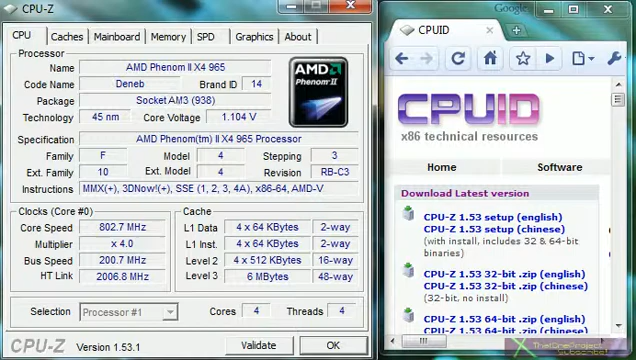 CPU-Z
CPU Caches Mainboard Memory SPD Graphics About
Processor
Name AMD Phenom II X4 965
Code Name Deneb Brand ID 14
Package Socket AM3 (938)
Technology 45 nm Core Voltage 1.104 V
AMD
Phenom II
Specification AMD Phenom(tm) II X4 965 Processor
Family F Model 4 Stepping 3
Ext. Family 10 Ext. Model 4 Revision RB-C3
Instructions MMX(+), 3DNow!(+), SSE (1, 2, 3, 4A), x86-64, AMD-V
Clocks (Core #0)
Core Speed 802.7 MHz
Multiplier x 4.0
Bus Speed 200.7 MHz
HT Link 2006.8 MHz
Cache
L1 Data 4 x 64 KBytes 2-way
L1 Inst. 4 x 64 KBytes 2-way
Level 2 4 x 512 KBytes 16-way
Level 3 6 MBytes 48-way
Selection Processor #1 Cores 4 Threads 4
CPU-Z Version 1.53.1 Validate OK
Google
CPUID
CPUID
x86 technical resources
Home Software
Download Latest version
CPU-Z 1.53 setup (english)
CPU-Z 1.53 setup (chinese)
(with install, includes 32 & 64-bit
binaries)
CPU-Z 1.53 32-bit .zip (english)
CPU-Z 1.53 32-bit .zip (chinese)
(32-bit, no install)
CPU-Z 1.53 64-bit .zip (english)
TheIOneProject
Subscribe!